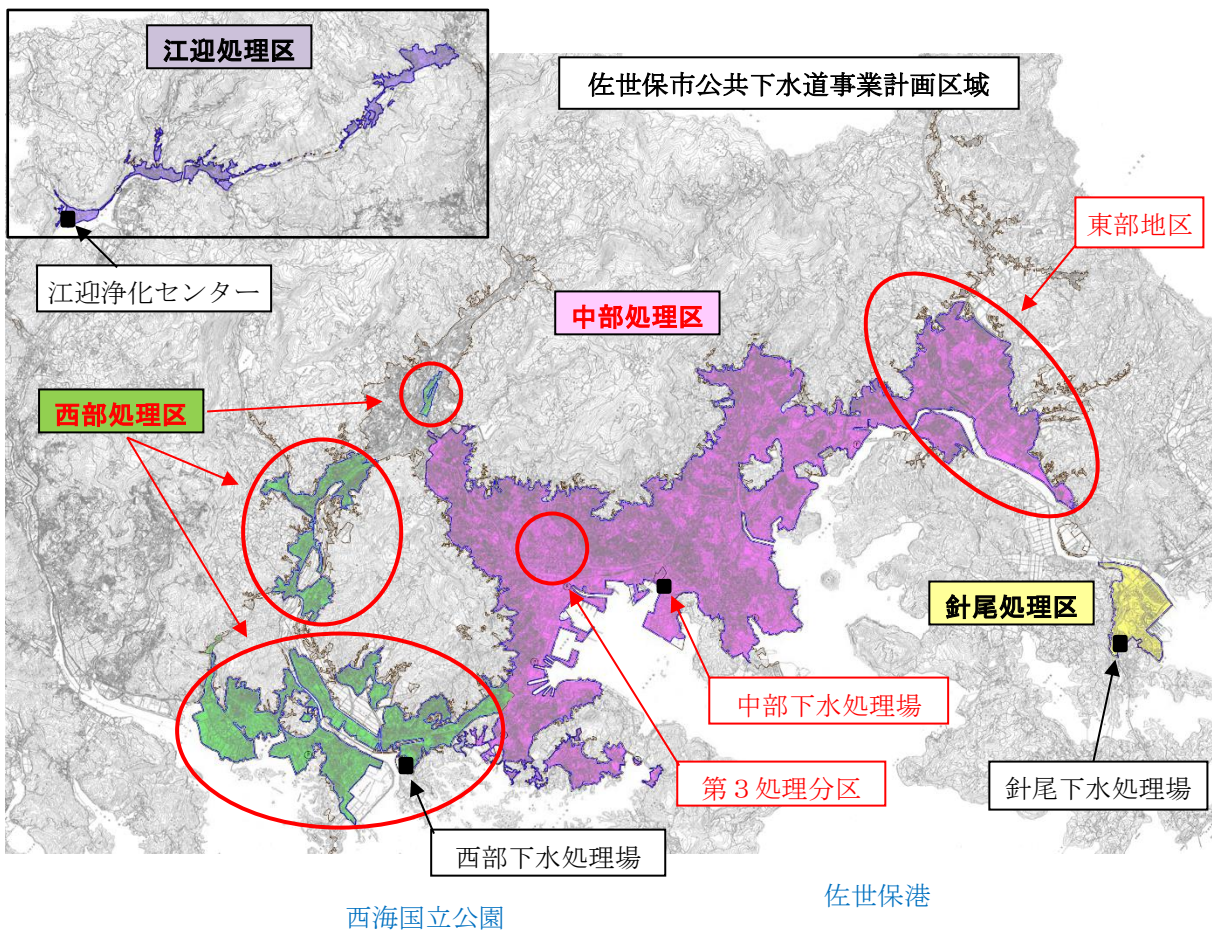 江迎処理区
佐世保市公共下水道事業計画区域
東部地区
江迎浄化センター
中部処理区
西部処理区
針尾処理区
中部下水処理場
第３処理分区
針尾下水処理場
西部下水処理場
佐世保港
西海国立公園